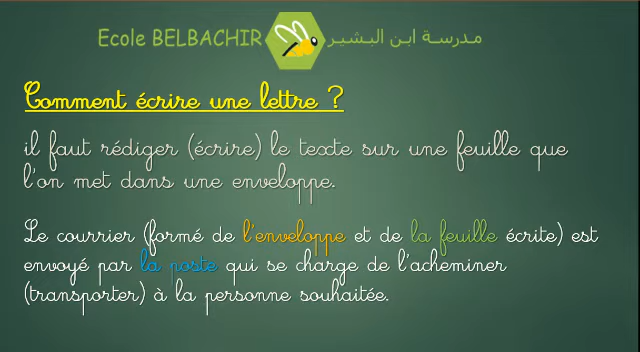 Ecole BELBACHIR مدرسة ابن البشير
Comment écrire une lettre ?
il faut rédiger (écrire) le texte sur une feuille que
l'on met dans une enveloppe.
Le courrier (formé de l'enveloppe et de la feuille écrite) est
envoyé par la poste qui se charge de l'acheminer
(transporter) à la personne souhaitée.